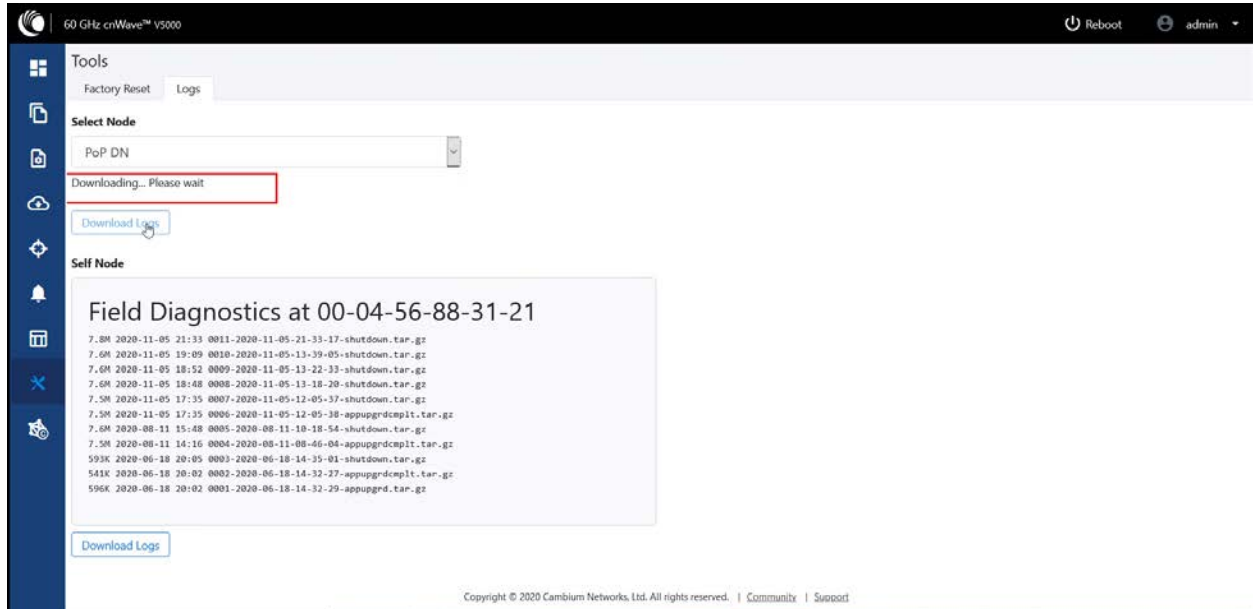 60 GHz cnWave™ V5000
Reboot
admin
Tools
Factory Reset Logs
Select Node
PoP DN
Downloading... Please wait
Download Logs
Self Node
Field Diagnostics at 00-04-56-88-31-21
7.8M 2020-11-05 21:33 0011-2020-11-05-21-33-17-shutdown.tar.gz
7.6M 2020-11-05 19:09 0010-2020-11-05-13-39-05-shutdown.tar.gz
7.6M 2020-11-05 18:52 0009-2020-11-05-13-22-33-shutdown.tar.gz
7.6M 2020-11-05 18:48 0008-2020-11-05-13-18-20-shutdown.tar.gz
7.5M 2020-11-05 17:35 0007-2020-11-05-12-05-37-shutdown.tar.gz
7.5M 2020-11-05 17:35 0006-2020-11-05-12-05-38-appupgrdcmplt.tar.gz
7.6M 2020-08-11 15:48 0005-2020-08-11-10-18-54-shutdown.tar.gz
7.5M 2020-08-11 14:16 0004-2020-08-11-08-46-04-appupgrdcmplt.tar.gz
593K 2020-06-18 20:05 0003-2020-06-18-14-35-01-shutdown.tar.gz
541K 2020-06-18 20:02 0002-2020-06-18-14-32-27-appupgrdcmplt.tar.gz
596K 2020-06-18 20:02 0001-2020-06-18-14-32-29-appupgrd.tar.gz
Download Logs
Copyright © 2020 Cambium Networks, Ltd. All rights reserved. | Community | Support